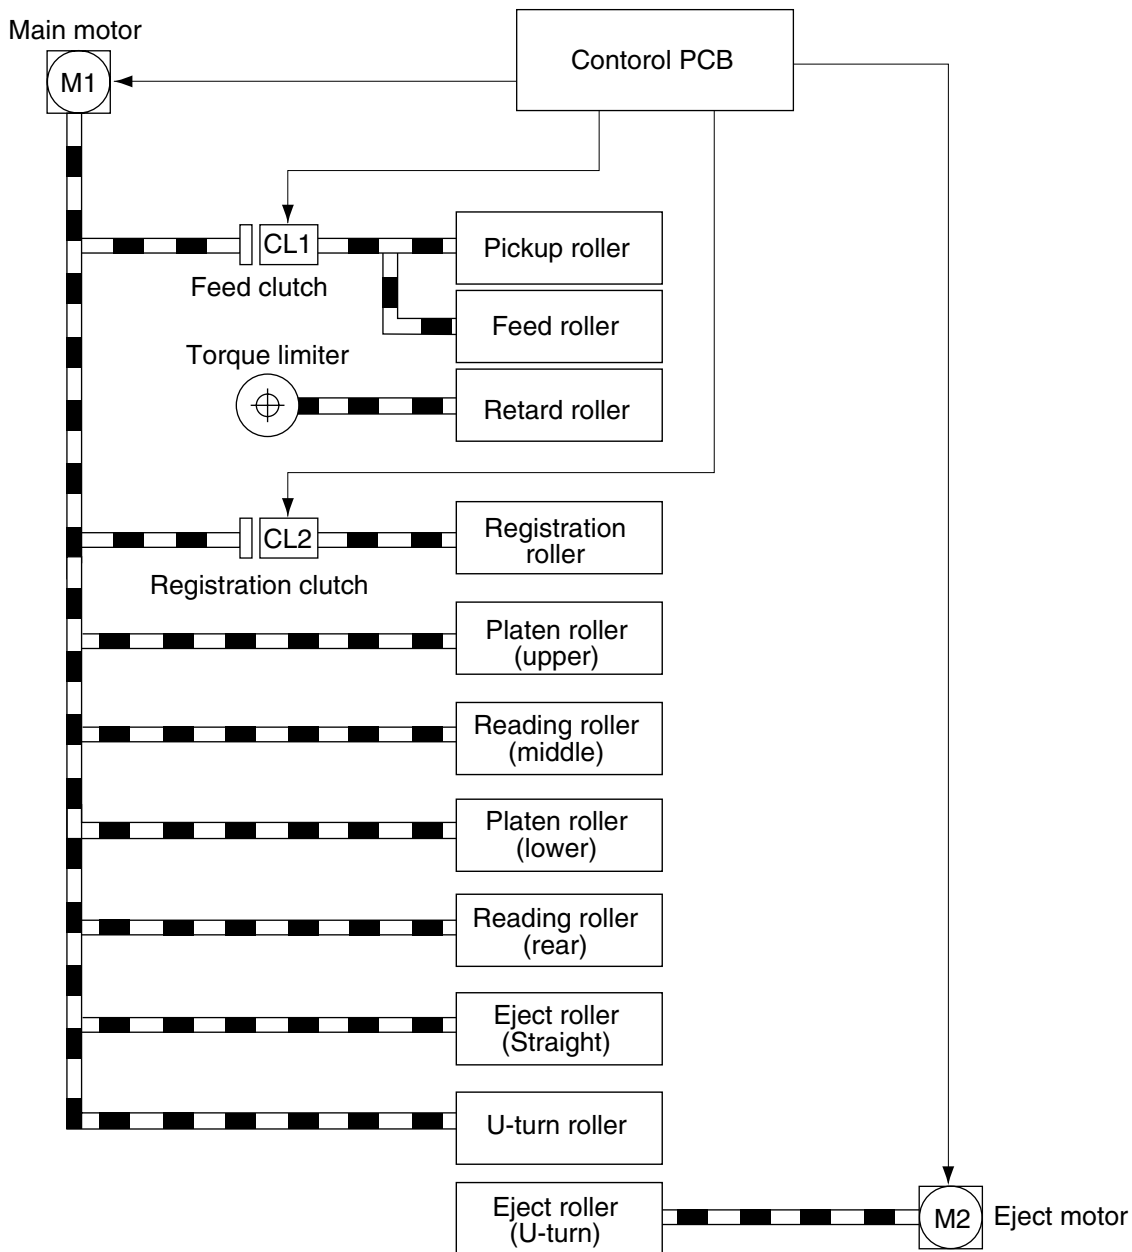 Main motor
M1
Contorol PCB
CL1
Feed clutch
Pickup roller
Feed roller
Torque limiter
Retard roller
CL2
Registration clutch
Registration
roller
Platen roller
(upper)
Reading roller
(middle)
Platen roller
(lower)
Reading roller
(rear)
Eject roller
(Straight)
U-turn roller
Eject roller
(U-turn)
M2
Eject motor